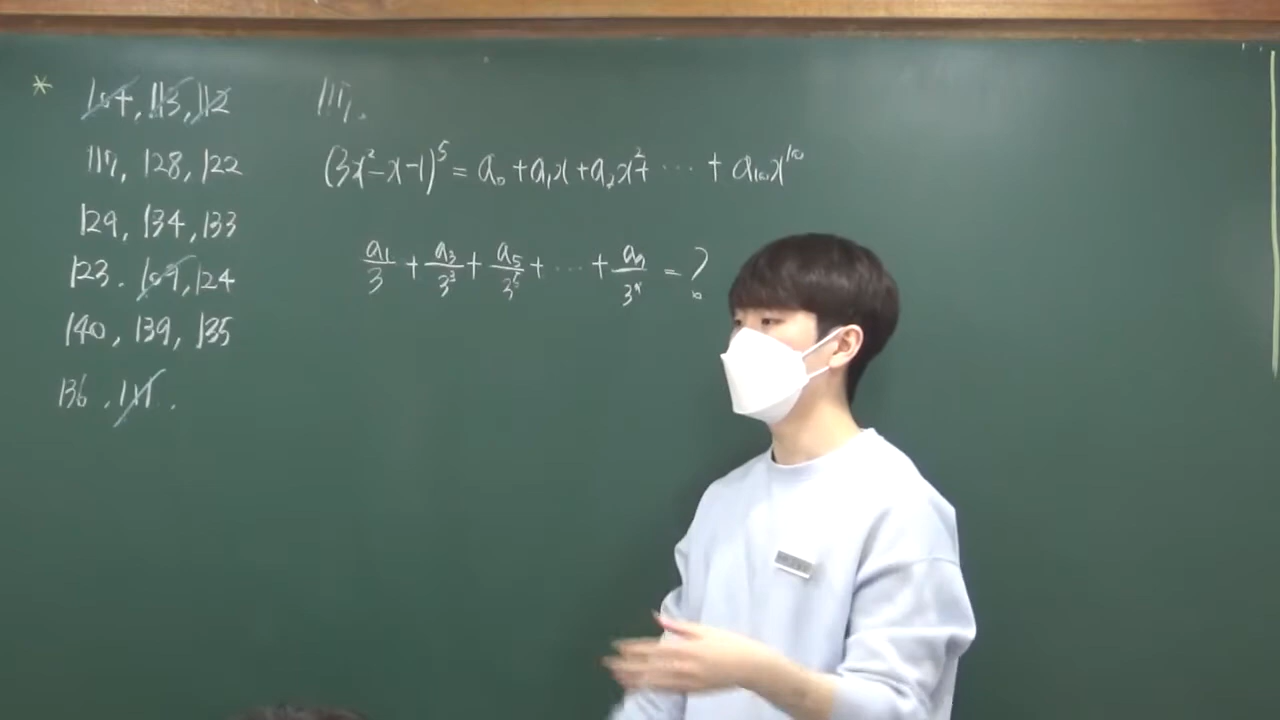 * 104, 113, 112
117, 128, 122
129, 134, 133
123. 109, 124
140, 139, 135
136, 111.
117.
(3x²-x-1)⁵ = a₀ + a₁x + a₂x² + ⋯ + a₁₀x¹⁰
a₁/3 + a₃/3³ + a₅/3⁵ + ⋯ + a₉/3⁹ = ?